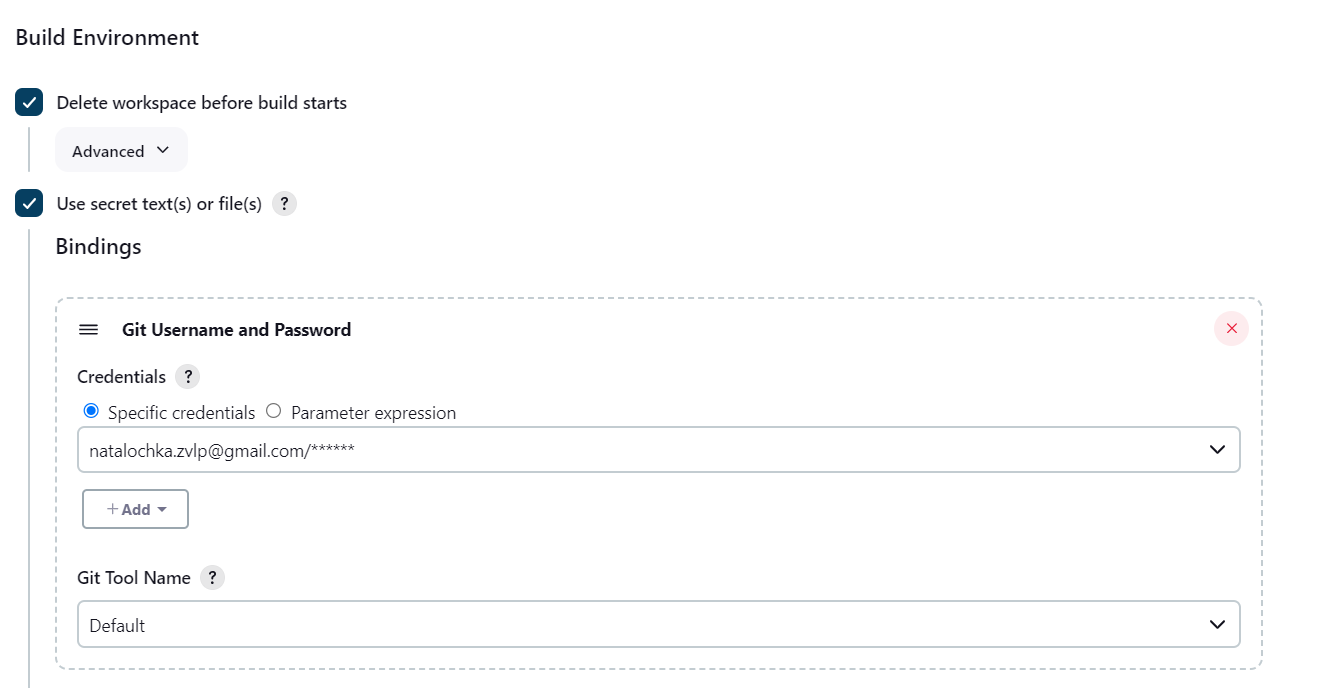 Build Environment
Delete workspace before build starts
Advanced
Use secret text(s) or file(s) ?
Bindings
Git Username and Password
Credentials ?
Specific credentials Parameter expression
natalochka.zvlp@gmail.com/******
+ Add
Git Tool Name ?
Default